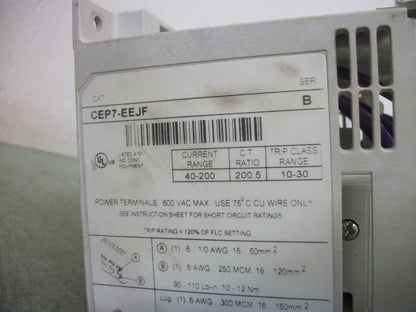 CAT SER.
CEP7-EEJF B
UL US LISTED
IND. CONT.
EQUIPMENT
CURRENT RANGE C.T. RATIO TRIP CLASS RANGE
40-200 200:5 10-30
POWER TERMINALS 600 VAC MAX. USE 75°C CU WIRE ONLY
SEE INSTRUCTION SHEET FOR SHORT CIRCUIT RATINGS
TRIP RATING = 120% OF FLC SETTING
A (1) 6... 1/0 AWG 16... 50mm²
B (1) 6 AWG... 250 MCM 16... 120mm²
90 - 110 Lb-in 10 - 12 Nm
Lug (1) 6 AWG... 300 MCM 16... 150mm²